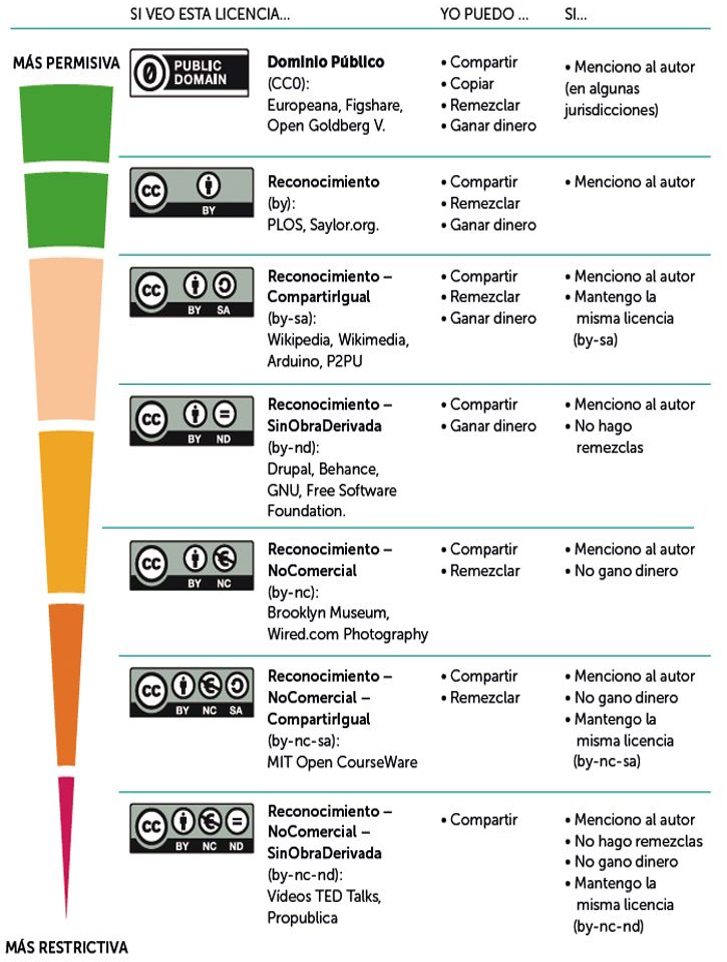 SI VEO ESTA LICENCIA... YO PUEDO ... SI...
MÁS PERMISIVA
PUBLIC
DOMAIN
Dominio Público
(CC0):
Europeana, Figshare,
Open Goldberg V.
• Compartir
• Copiar
• Remezclar
• Ganar dinero
• Menciono al autor
(en algunas
jurisdicciones)
cc
BY
Reconocimiento
(by):
PLOS, Saylor.org.
• Compartir
• Remezclar
• Ganar dinero
• Menciono al autor
cc
BY SA
Reconocimiento –
CompartirIgual
(by-sa):
Wikipedia, Wikimedia,
Arduino, P2PU
• Compartir
• Remezclar
• Ganar dinero
• Menciono al autor
• Mantengo la
misma licencia
(by-sa)
cc
BY ND
Reconocimiento –
SinObraDerivada
(by-nd):
Drupal, Behance,
GNU, Free Software
Foundation.
• Compartir
• Ganar dinero
• Menciono al autor
• No hago
remezclas
cc
BY NC
Reconocimiento –
NoComercial
(by-nc):
Brooklyn Museum,
Wired.com Photography
• Compartir
• Remezclar
• Menciono al autor
• No gano dinero
cc
BY NC SA
Reconocimiento –
NoComercial –
CompartirIgual
(by-nc-sa):
MIT Open CourseWare
• Compartir
• Remezclar
• Menciono al autor
• No gano dinero
• Mantengo la
misma licencia
(by-nc-sa)
cc
BY NC ND
Reconocimiento –
NoComercial –
SinObraDerivada
(by-nc-nd):
Vídeos TED Talks,
Propublica
• Compartir
• Menciono al autor
• No hago remezclas
• No gano dinero
• Mantengo la
misma licencia
(by-nc-nd)
MÁS RESTRICTIVA